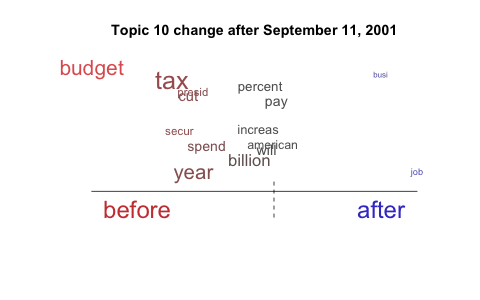 Topic 10 change after September 11, 2001
budget
busi
tax
percent
presid
cut
pay
secur
increas
spend
american
will
billion
year
job
before
after